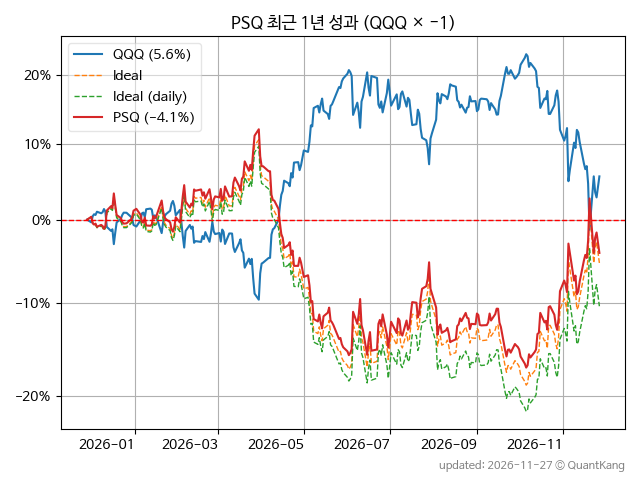 PSQ 최근 1년 성과 (QQQ × −1)
QQQ (5.6%)
Ideal
Ideal (daily)
PSQ (−4.1%)
20%
10%
0%
−10%
−20%
2026−01
2026−03
2026−05
2026−07
2026−09
2026−11
updated: 2026−11−27 ⓒ QuantKang